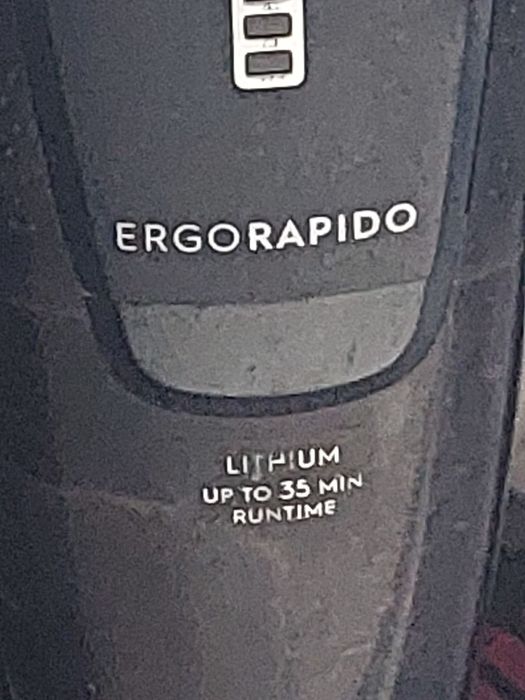 ERGORAPIDO
LITHIUM
UP TO 35 MIN
RUNTIME